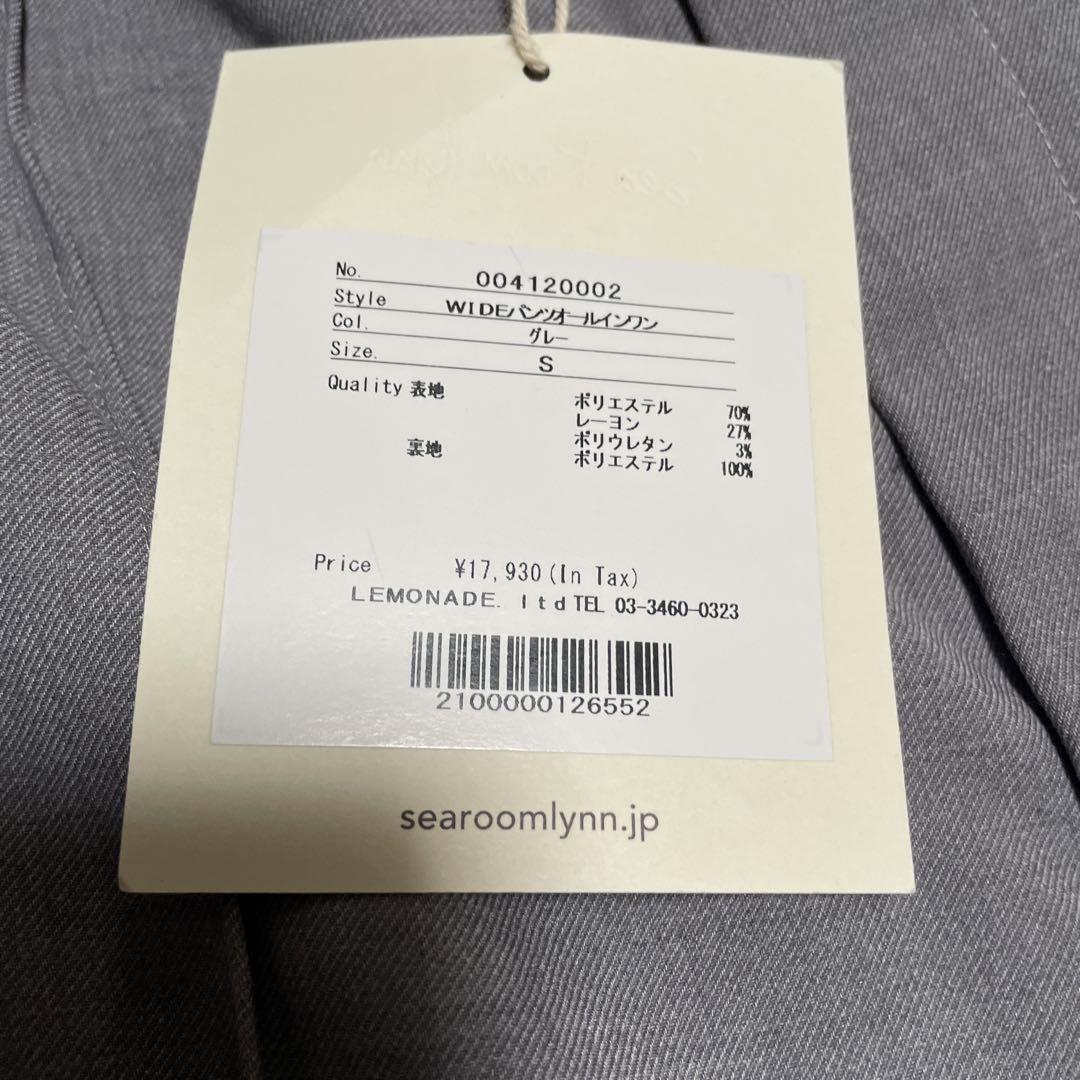 No. 004120002
Style WIDEパンツオールインワン
Col. グレー
Size. S
Quality 表地 ポリエステル 70%
レーヨン 27%
ポリウレタン 3%
裏地 ポリエステル 100%
Price ¥17,930(In Tax)
LEMONADE. ltd TEL 03-3460-0323
2100000126552
searoomlynn.jp